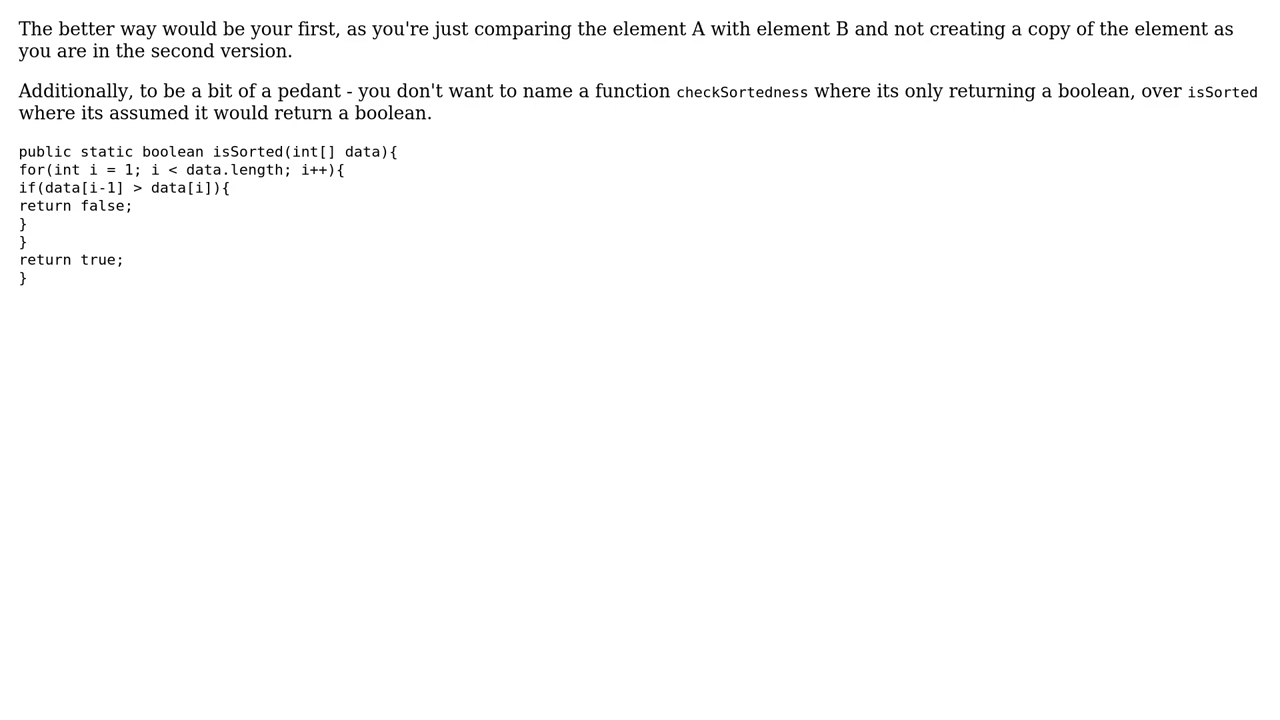 The better way would be your first, as you're just comparing the element A with element B and not creating a copy of the element as
you are in the second version.
Additionally, to be a bit of a pedant - you don't want to name a function checkSortedness where its only returning a boolean, over isSorted
where its assumed it would return a boolean.
public static boolean isSorted(int[] data){
for(int i = 1; i < data.length; i++){
if(data[i-1] > data[i]){
return false;
}
}
return true;
}